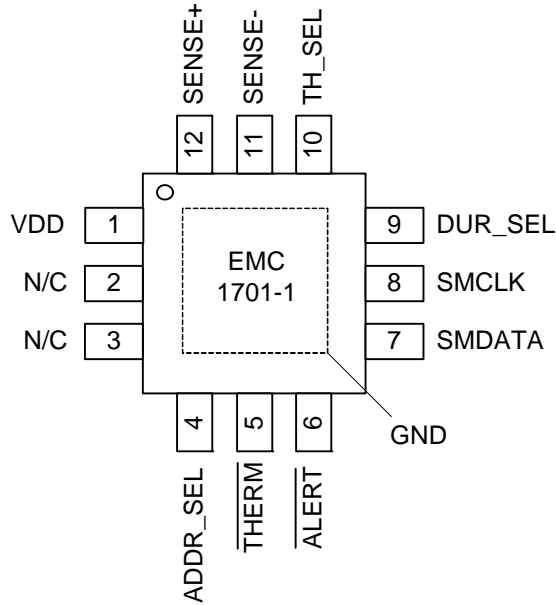 SENSE+
SENSE-
TH_SEL
12
11
10
VDD
1
9
DUR_SEL
N/C
2
EMC
1701-1
8
SMCLK
N/C
3
7
SMDATA
4
5
6
GND
ADDR_SEL
THERM
ALERT